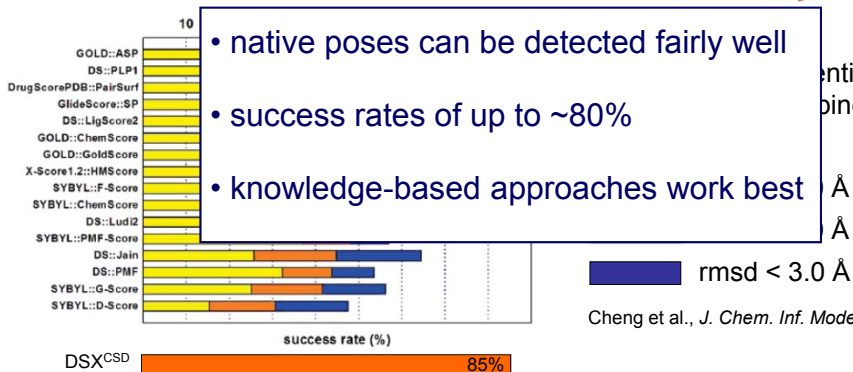 10
• native poses can be detected fairly well
• success rates of up to ~80%
• knowledge-based approaches work best
GOLD::ASP
DS::PLP1
DrugScorePDB::PairSurf
GlideScore::SP
DS::LigScore2
GOLD::ChemScore
GOLD::GoldScore
X-Score1.2::HMScore
SYBYL::F-Score
SYBYL::ChemScore
DS::Ludi2
SYBYL::PMF-Score
DS::Jain
DS::PMF
SYBYL::G-Score
SYBYL::D-Score
success rate (%)
DSXCSD
85%
Å
Å
rmsd < 3.0 Å
Cheng et al., J. Chem. Inf.